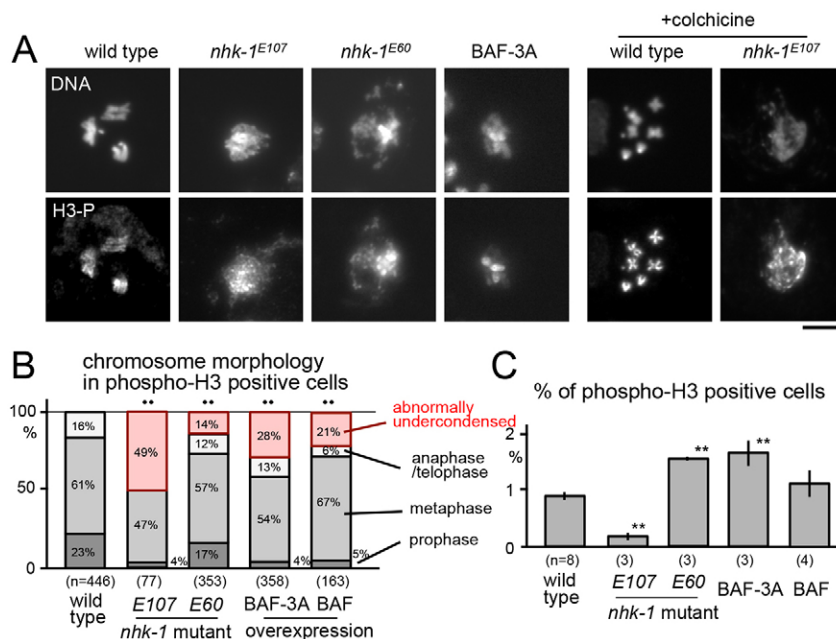 +colchicine
A wild type nhk-1E107 nhk-1E60 BAF-3A wild type nhk-1E107
DNA
H3-P
B chromosome morphology
in phospho-H3 positive cells
** ** ** **
100
%
50
0
16%
61%
23%
49%
47%
4%
14%
12%
57%
17%
28%
13%
54%
4%
21%
6%
67%
5%
abnormally
undercondensed
anaphase
/telophase
metaphase
prophase
(n=446) (77) (353) (358) (163)
wild
type
E107 E60 BAF-3A BAF
nhk-1 mutant overexpression
C
% of phospho-H3 positive cells
2
%
1
0
** ** **
(n=8) (3) (3) (3) (4)
wild
type
E107 E60 BAF-3A BAF
nhk-1 mutant